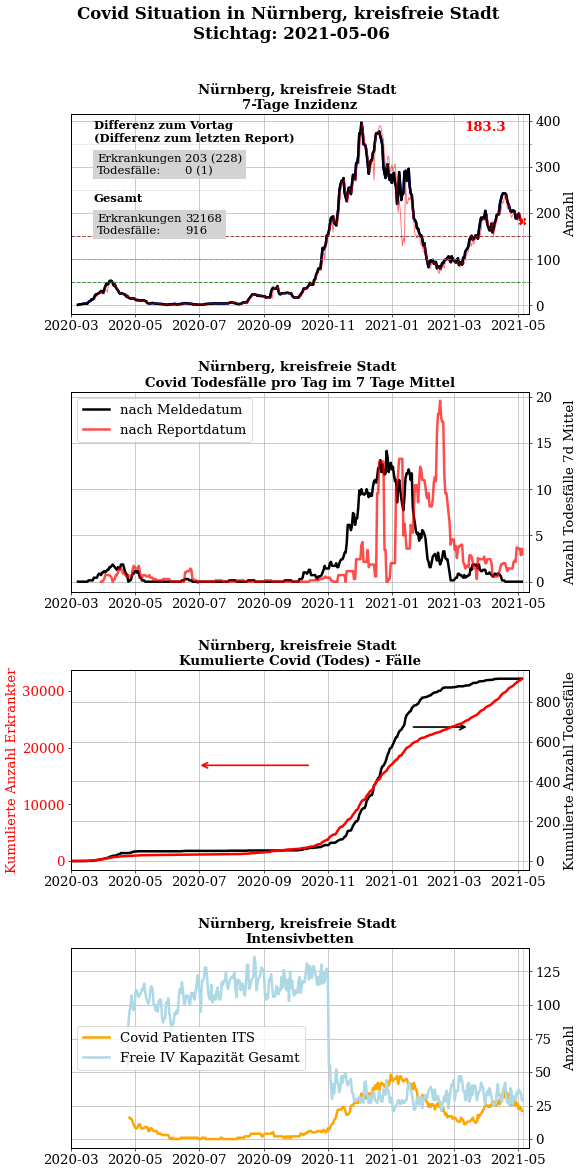 Covid Situation in Nürnberg, kreisfreie Stadt
Stichtag: 2021-05-06
Nürnberg, kreisfreie Stadt
7-Tage Inzidenz
Differenz zum Vortag
(Differenz zum letzten Report)
Erkrankungen 203 (228)
Todesfälle: 0 (1)
Gesamt
Erkrankungen 32168
Todesfälle: 916
183.3
400
300
200
100
0
Anzahl
2020-03 2020-05 2020-07 2020-09 2020-11 2021-01 2021-03 2021-05
Nürnberg, kreisfreie Stadt
Covid Todesfälle pro Tag im 7 Tage Mittel
nach Meldedatum
nach Reportdatum
20
15
10
5
0
Anzahl Todesfälle 7d Mittel
2020-03 2020-05 2020-07 2020-09 2020-11 2021-01 2021-03 2021-05
Nürnberg, kreisfreie Stadt
Kumulierte Covid (Todes) - Fälle
Kumulierte Anzahl Erkrankter
30000
20000
10000
0
800
600
400
200
0
Kumulierte Anzahl Todesfälle
2020-03 2020-05 2020-07 2020-09 2020-11 2021-01 2021-03 2021-05
Nürnberg, kreisfreie Stadt
Intensivbetten
Covid Patienten ITS
Freie IV Kapazität Gesamt
125
100
75
50
25
0
Anzahl
2020-03 2020-05 2020-07 2020-09 2020-11 2021-01 2021-03 2021-05